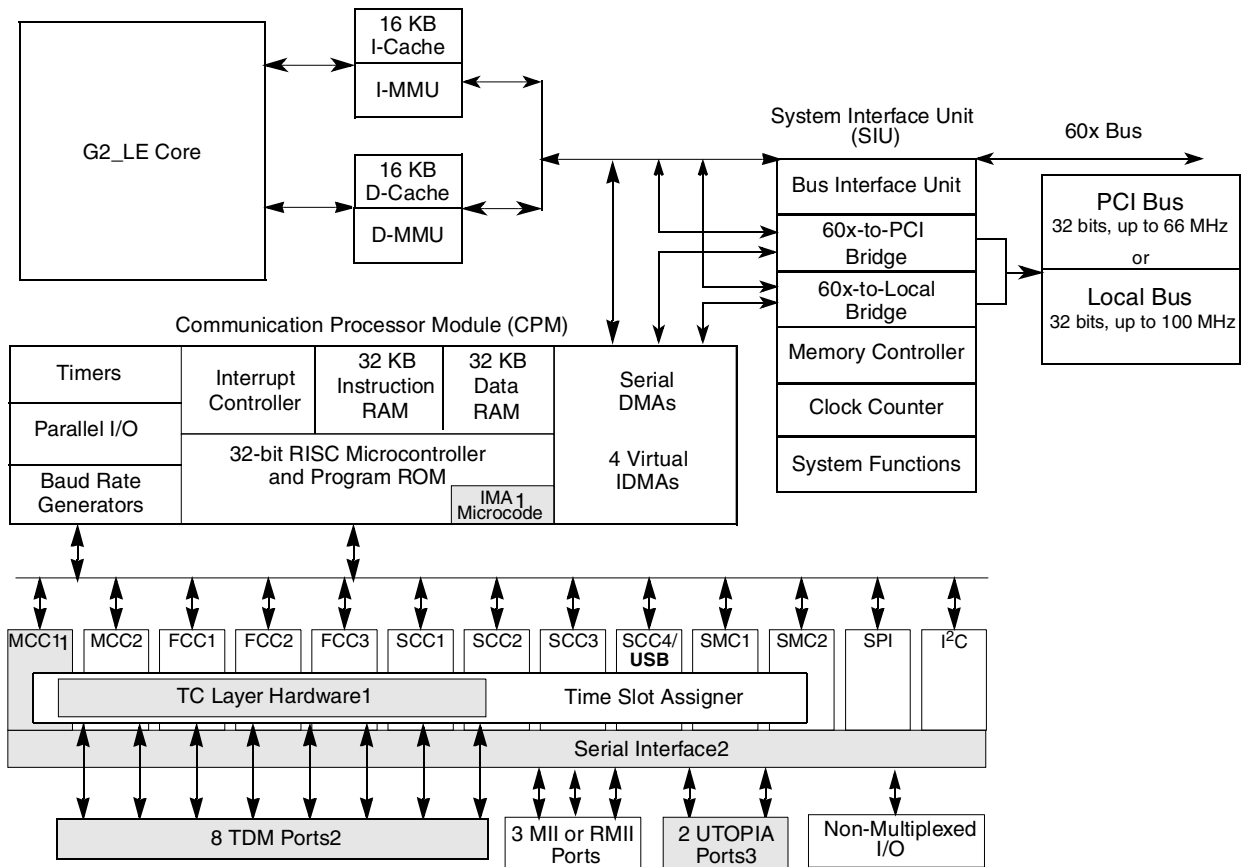 16 KB
I-Cache
I-MMU
G2_LE Core
16 KB
D-Cache
D-MMU
System Interface Unit
(SIU)
60x Bus
Bus Interface Unit
60x-to-PCI
Bridge
60x-to-Local
Bridge
Memory Controller
Clock Counter
System Functions
PCI Bus
32 bits, up to 66 MHz
or
Local Bus
32 bits, up to 100 MHz
Communication Processor Module (CPM)
Timers
Parallel I/O
Baud Rate
Generators
Interrupt
Controller
32 KB
Instruction
RAM
32 KB
Data
RAM
32-bit RISC Microcontroller
and Program ROM
IMA1
Microcode
Serial
DMAs
4 Virtual
IDMAs
MCC11
MCC2
FCC1
FCC2
FCC3
SCC1
SCC2
SCC3
SCC4/
USB
SMC1
SMC2
SPI
I²C
TC Layer Hardware1
Time Slot Assigner
Serial Interface2
8 TDM Ports2
3 MII or RMII
Ports
2 UTOPIA
Ports3
Non-Multiplexed
I/O